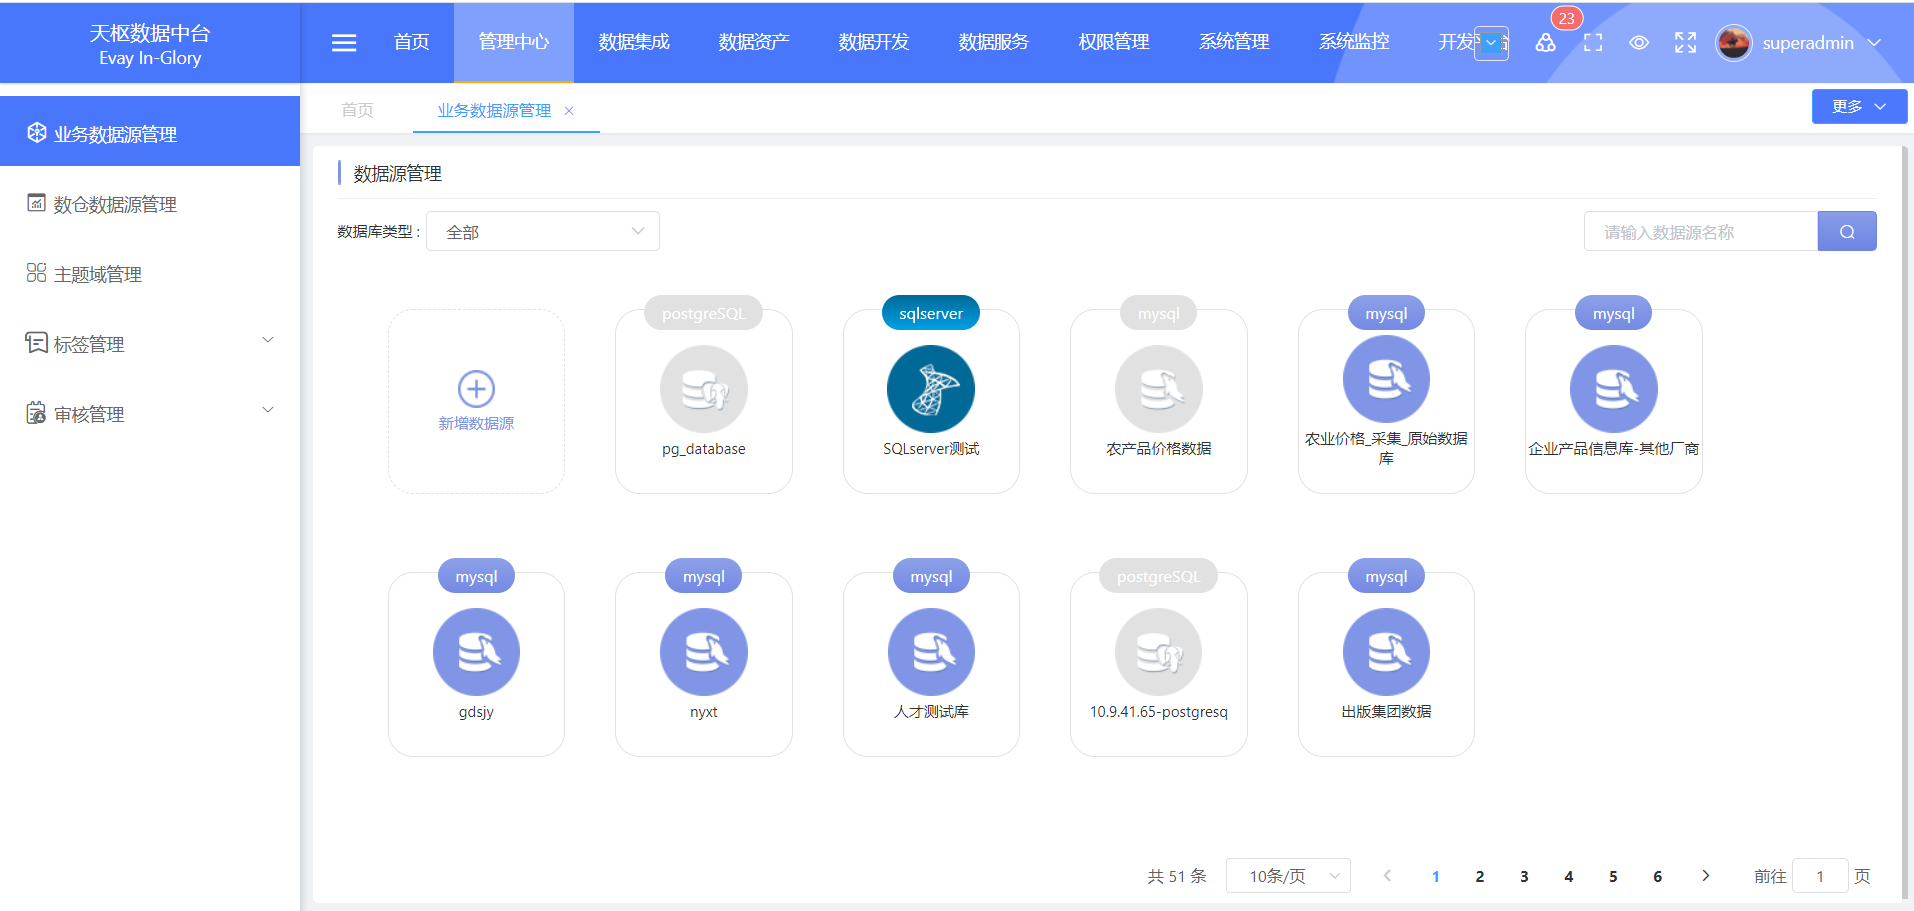 天枢数据中台
Evay In-Glory
首页
管理中心
数据集成
数据资产
数据开发
数据服务
权限管理
系统管理
系统监控
开发
台
23
superadmin
业务数据源管理
数仓数据源管理
主题域管理
标签管理
审核管理
首页
业务数据源管理 ×
更多
数据源管理
数据库类型 :
全部
请输入数据源名称
新增数据源
postgreSQL
pg_database
sqlserver
SQLserver测试
mysql
农产品价格数据
mysql
农业价格_采集_原始数据
库
mysql
企业产品信息库-其他厂商
mysql
gdsjy
mysql
nyxt
mysql
人才测试库
postgreSQL
10.9.41.65-postgresq
mysql
出版集团数据
共 51 条
10条/页
1 2 3 4 5 6
前往 1 页